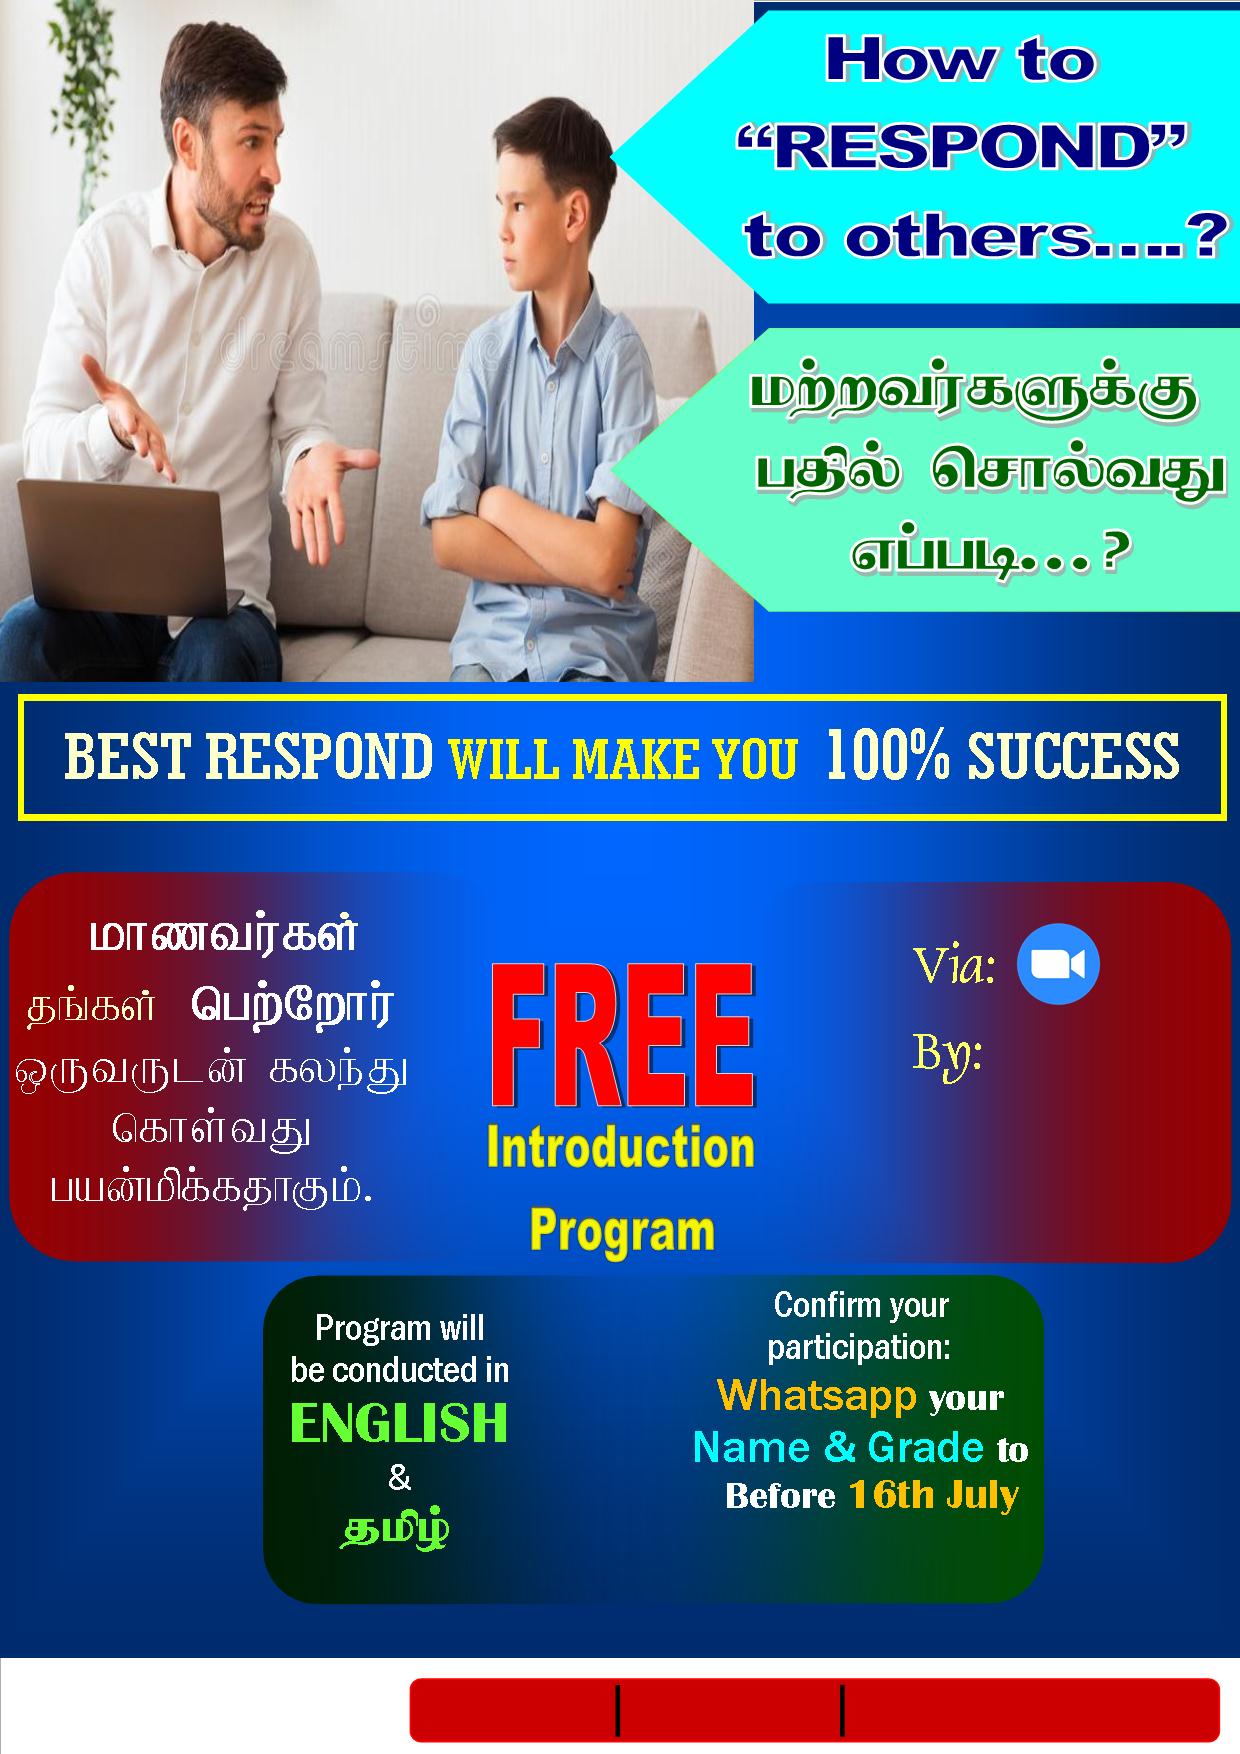 How to
“RESPOND”
to others....?
dreamstime
மற்றவர்களுக்கு
பதில் சொல்வது
எப்படி...?
BEST RESPOND WILL MAKE YOU 100% SUCCESS
மாணவர்கள்
தங்கள் பெற்றோர்
ஒருவருடன் கலந்து
கொள்வது
பயன்மிக்கதாகும்.
FREE
Introduction
Program
Via:
By:
Program will
be conducted in
ENGLISH
&
தமிழ்
Confirm your
participation:
Whatsapp your
Name & Grade to
Before 16th July